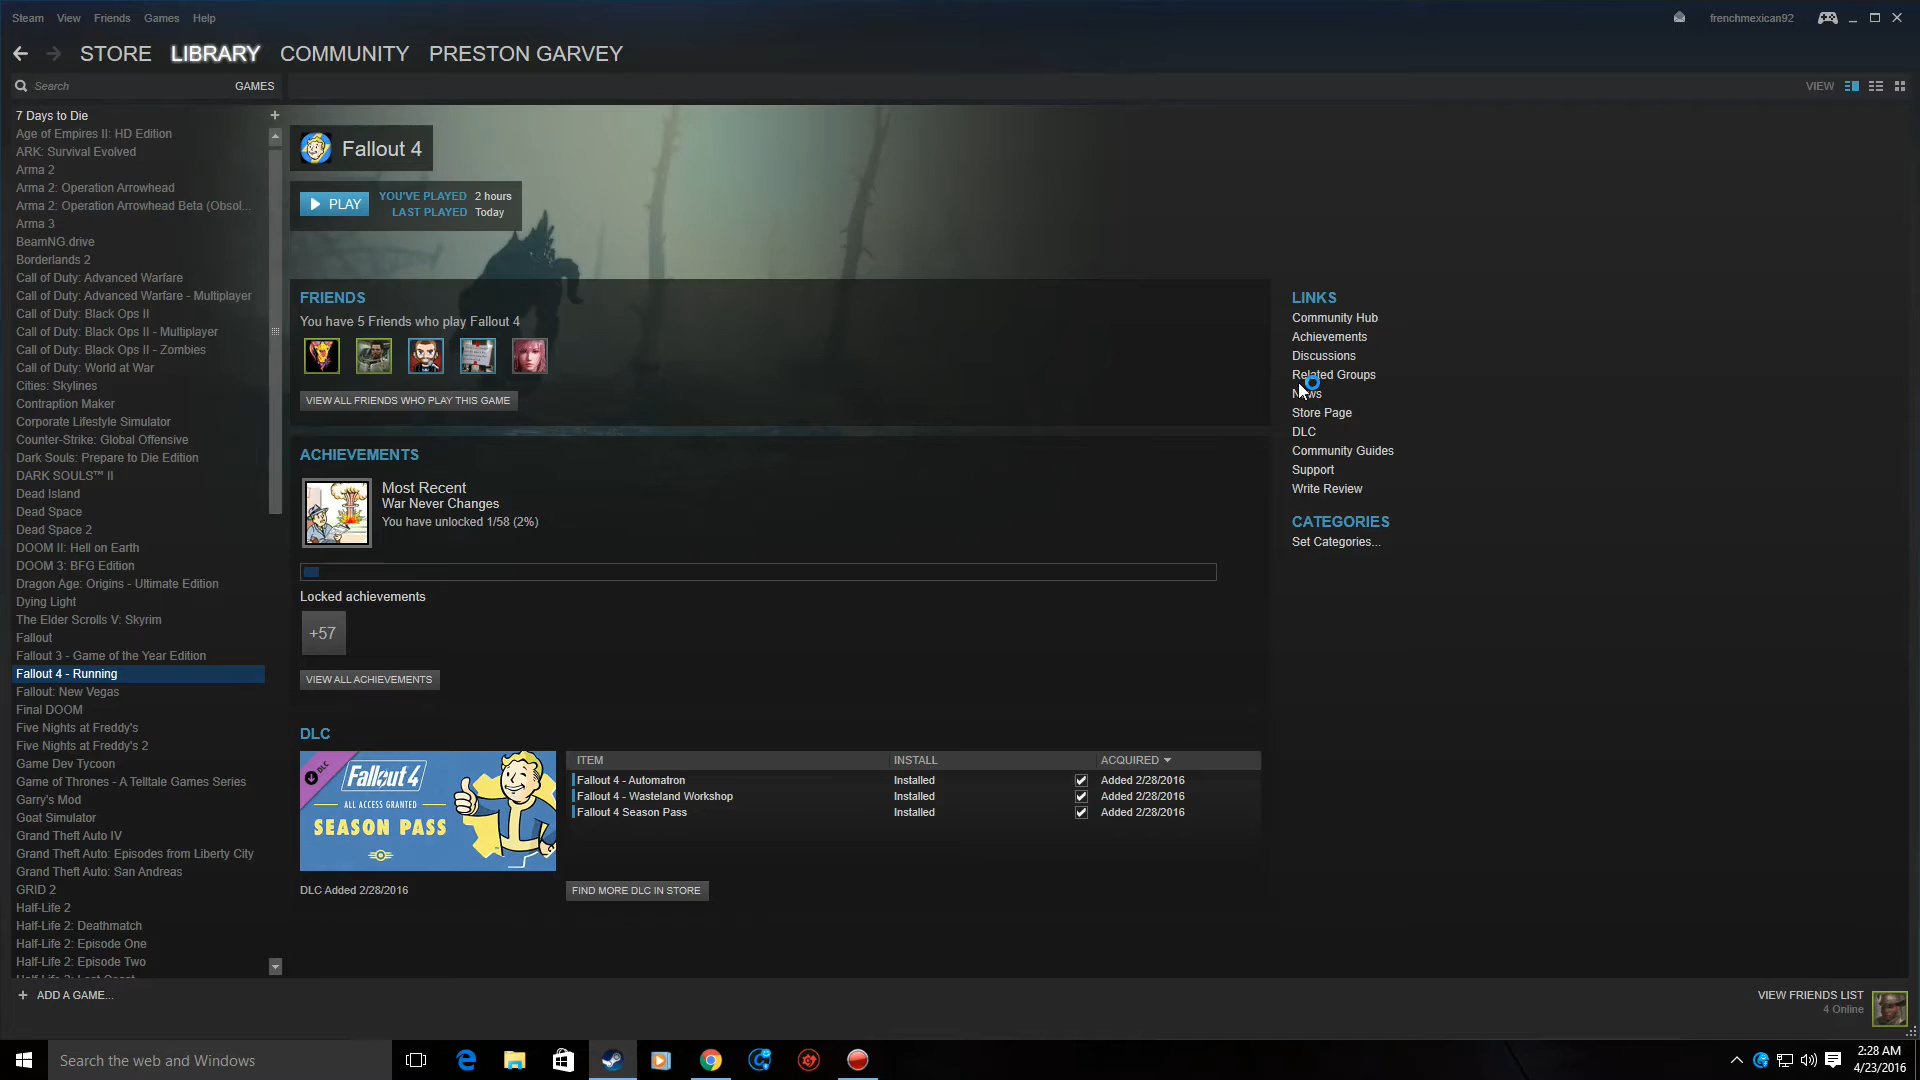 Steam View Friends Games Help frenchmexican92
STORE LIBRARY COMMUNITY PRESTON GARVEY
Search GAMES VIEW
7 Days to Die
Age of Empires II: HD Edition
ARK: Survival Evolved
Arma 2
Arma 2: Operation Arrowhead
Arma 2: Operation Arrowhead Beta (Obsol...
Arma 3
BeamNG.drive
Borderlands 2
Call of Duty: Advanced Warfare
Call of Duty: Advanced Warfare - Multiplayer
Call of Duty: Black Ops II
Call of Duty: Black Ops II - Multiplayer
Call of Duty: Black Ops II - Zombies
Call of Duty: World at War
Cities: Skylines
Contraption Maker
Corporate Lifestyle Simulator
Counter-Strike: Global Offensive
Dark Souls: Prepare to Die Edition
DARK SOULS™ II
Dead Island
Dead Space
Dead Space 2
DOOM II: Hell on Earth
DOOM 3: BFG Edition
Dragon Age: Origins - Ultimate Edition
Dying Light
The Elder Scrolls V: Skyrim
Fallout
Fallout 3 - Game of the Year Edition
Fallout 4 - Running
Fallout: New Vegas
Final DOOM
Five Nights at Freddy's
Five Nights at Freddy's 2
Game Dev Tycoon
Game of Thrones - A Telltale Games Series
Garry's Mod
Goat Simulator
Grand Theft Auto IV
Grand Theft Auto: Episodes from Liberty City
Grand Theft Auto: San Andreas
GRID 2
Half-Life 2
Half-Life 2: Deathmatch
Half-Life 2: Episode One
Half-Life 2: Episode Two
+ ADD A GAME...
Fallout 4
PLAY
YOU'VE PLAYED 2 hours
LAST PLAYED Today
FRIENDS
You have 5 Friends who play Fallout 4
VIEW ALL FRIENDS WHO PLAY THIS GAME
ACHIEVEMENTS
Most Recent
War Never Changes
You have unlocked 1/58 (2%)
Locked achievements
+57
VIEW ALL ACHIEVEMENTS
DLC
DLC
Fallout 4
ALL ACCESS GRANTED
SEASON PASS
DLC Added 2/28/2016
ITEM INSTALL ACQUIRED
Fallout 4 - Automatron Installed Added 2/28/2016
Fallout 4 - Wasteland Workshop Installed Added 2/28/2016
Fallout 4 Season Pass Installed Added 2/28/2016
FIND MORE DLC IN STORE
LINKS
Community Hub
Achievements
Discussions
Related Groups
News
Store Page
DLC
Community Guides
Support
Write Review
CATEGORIES
Set Categories...
VIEW FRIENDS LIST
4 Online
Search the web and Windows
2:28 AM
4/23/2016